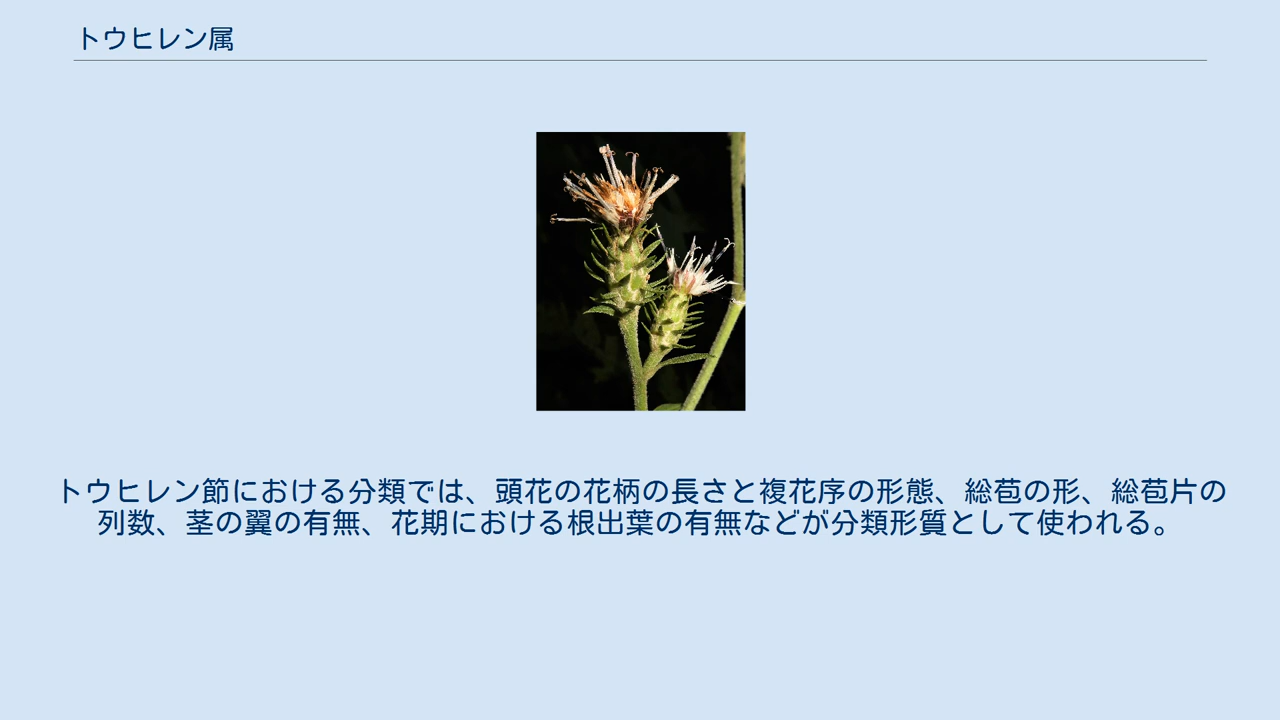 トウヒレン属
トウヒレン節における分類では、頭花の花柄の長さと複花序の形態、総苞の形、総苞片の
列数、茎の翼の有無、花期における根出葉の有無などが分類形質として使われる。